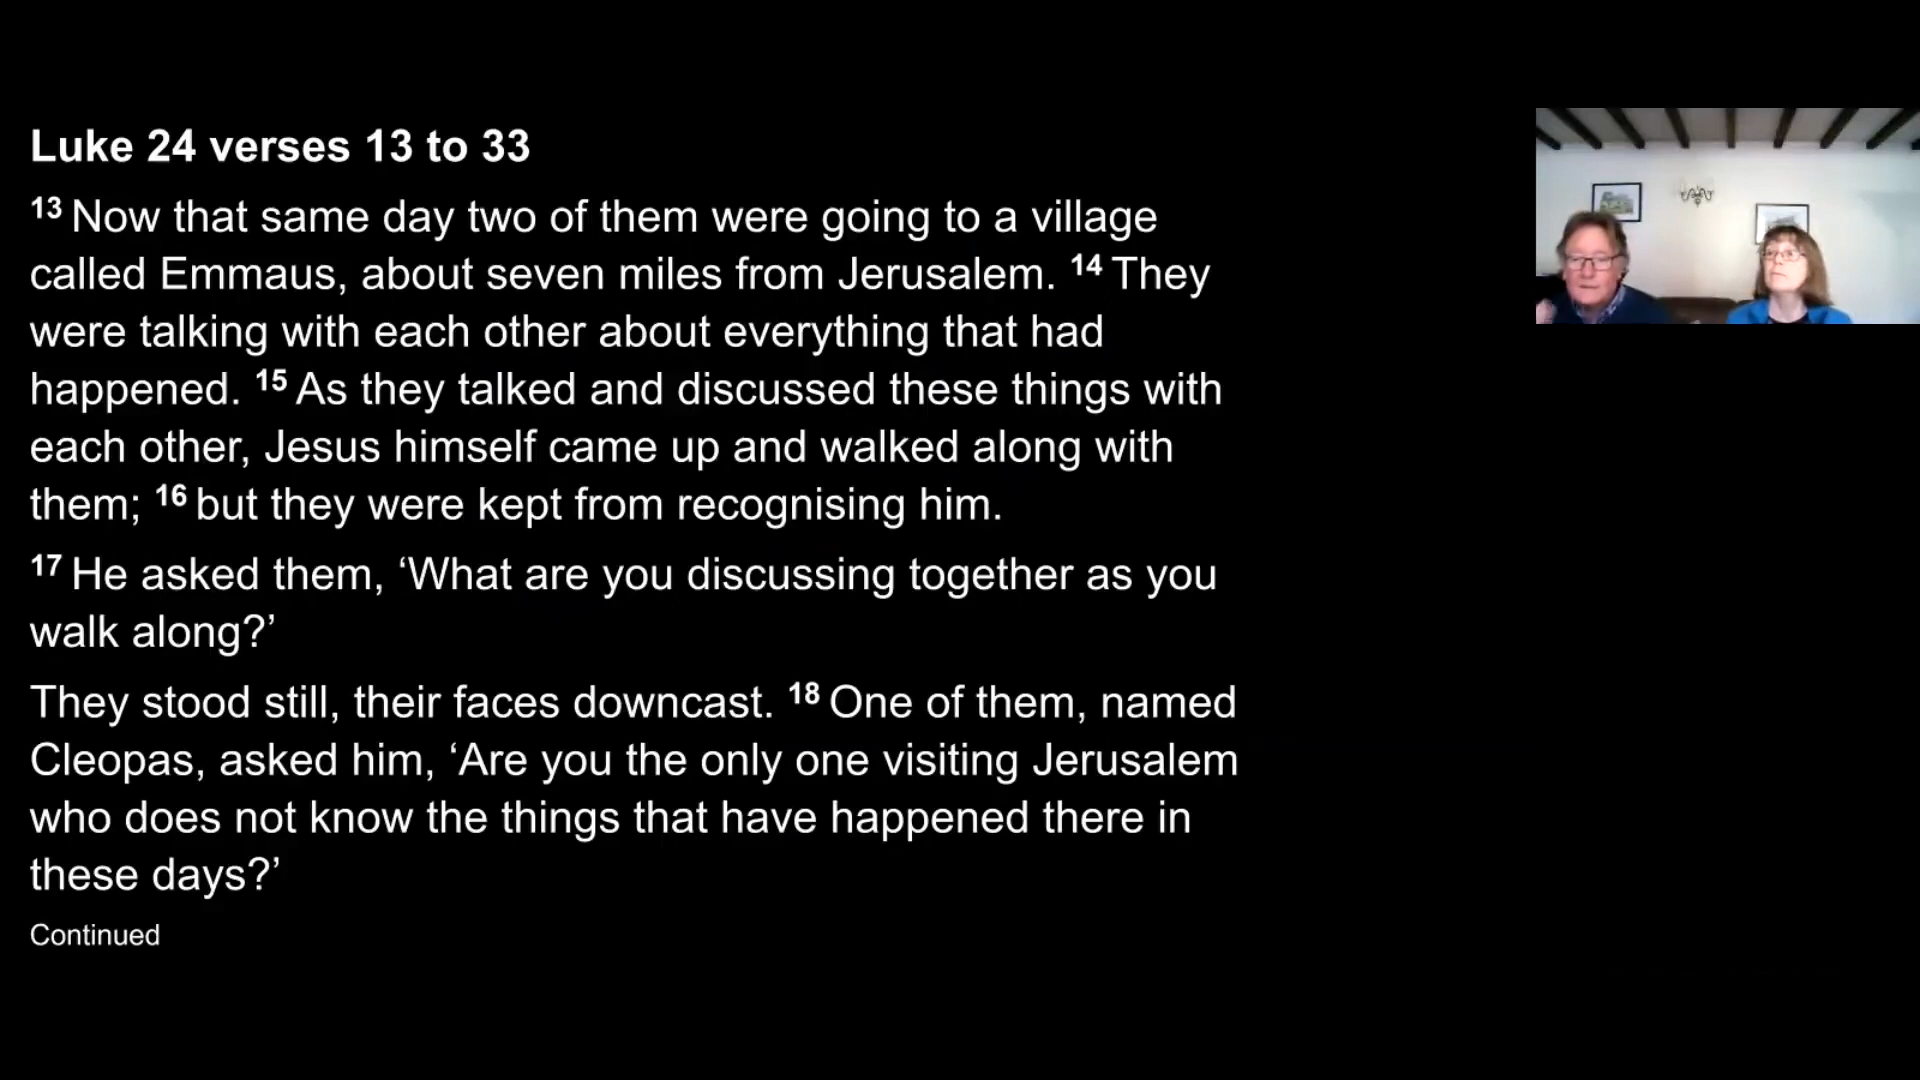 Luke 24 verses 13 to 33
13 Now that same day two of them were going to a village
called Emmaus, about seven miles from Jerusalem. 14 They
were talking with each other about everything that had
happened. 15 As they talked and discussed these things with
each other, Jesus himself came up and walked along with
them; 16 but they were kept from recognising him.
17 He asked them, ‘What are you discussing together as you
walk along?’
They stood still, their faces downcast. 18 One of them, named
Cleopas, asked him, ‘Are you the only one visiting Jerusalem
who does not know the things that have happened there in
these days?’
Continued